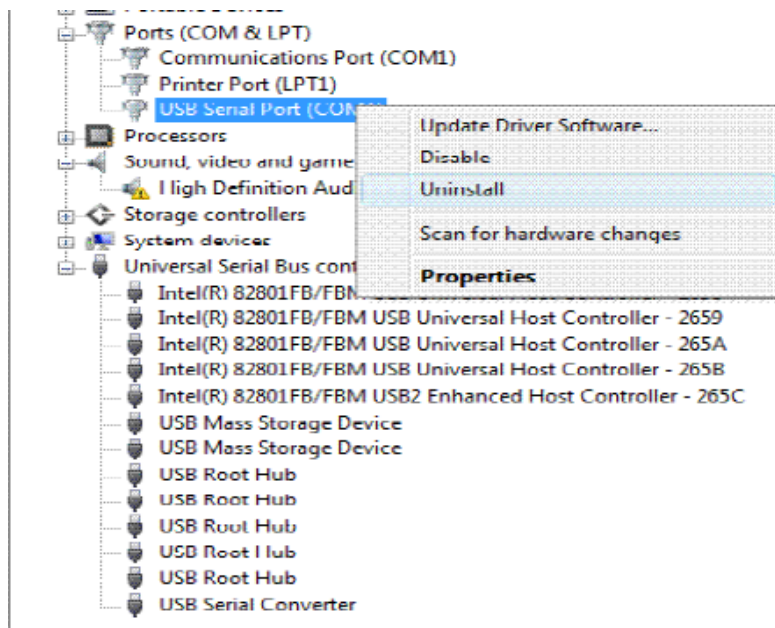 Ports (COM & LPT)
Communications Port (COM1)
Printer Port (LPT1)
USB Serial Port (COM
Update Driver Software...
Processors
Disable
Sound, video and game
High Definition Aud
Uninstall
Storage controllers
Scan for hardware changes
System devices
Universal Serial Bus cont
Properties
Intel(R) 82801FB/FBM
Intel(R) 82801FB/FBM USB Universal Host Controller - 2659
Intel(R) 82801FB/FBM USB Universal Host Controller - 265A
Intel(R) 82801FB/FBM USB Universal Host Controller - 265B
Intel(R) 82801FB/FBM USB2 Enhanced Host Controller - 265C
USB Mass Storage Device
USB Mass Storage Device
USB Root Hub
USB Root Hub
USB Root Hub
USB Root Hub
USB Root Hub
USB Serial Converter